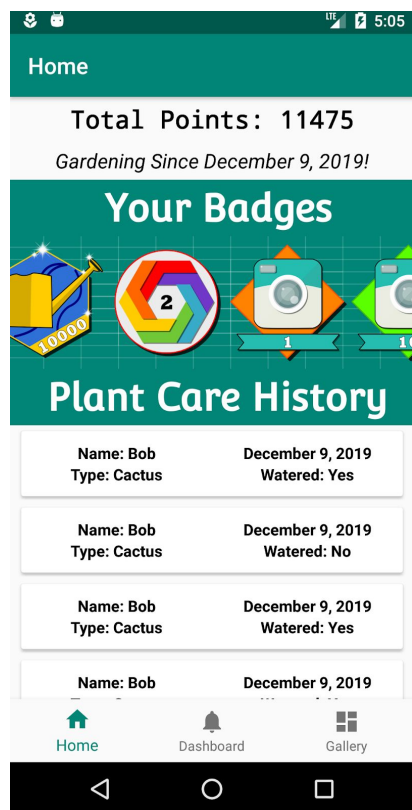 LTE 5:05
Home
Total Points: 11475
Gardening Since December 9, 2019!
Your Badges
10000
2
1
Plant Care History
Name: Bob December 9, 2019
Type: Cactus Watered: Yes
Name: Bob December 9, 2019
Type: Cactus Watered: No
Name: Bob December 9, 2019
Type: Cactus Watered: Yes
Name: Bob December 9, 2019
Home Dashboard Gallery